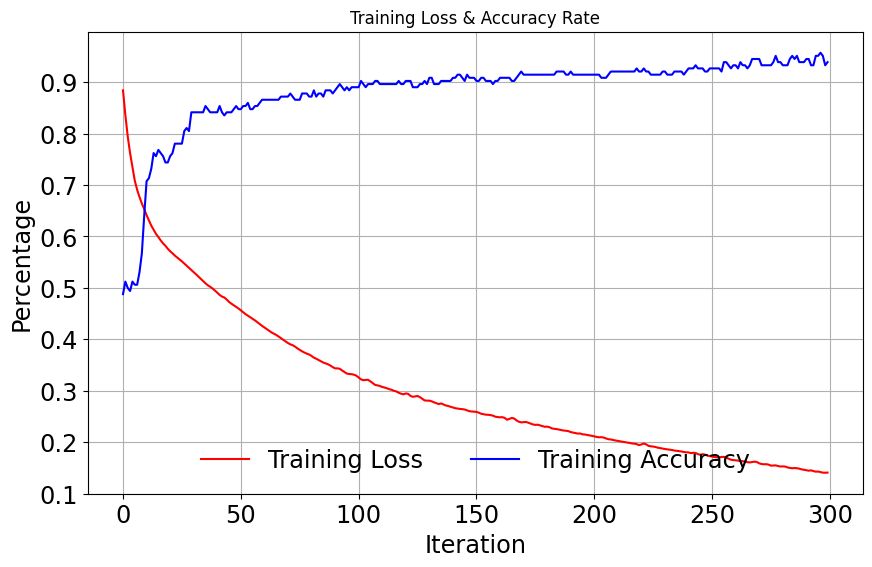 Training Loss & Accuracy Rate
Percentage
0.9
0.8
0.7
0.6
0.5
0.4
0.3
0.2
0.1
Training Loss Training Accuracy
0 50 100 150 200 250 300
Iteration